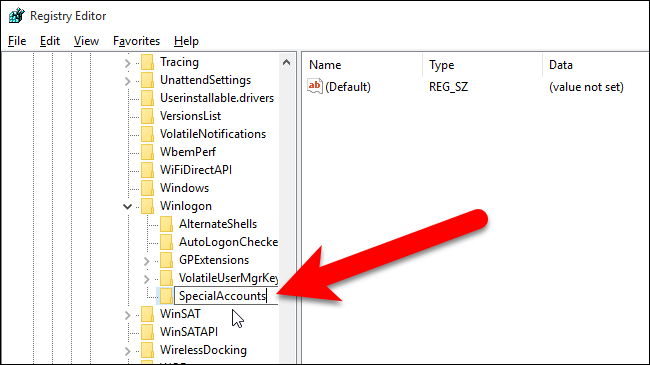 Registry Editor
File Edit View Favorites Help
Name Type Data
ab (Default) REG_SZ (value not set)
Tracing
UnattendSettings
Userinstallable.drivers
VersionsList
VolatileNotifications
WbemPerf
WiFiDirectAPI
Windows
Winlogon
AlternateShells
AutoLogonChecke
GPExtensions
VolatileUserMgrKey
SpecialAccounts
WinSAT
WinSATAPI
WirelessDocking